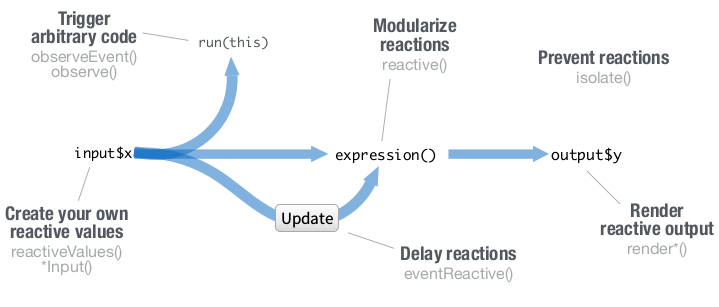 Trigger
arbitrary code
observeEvent()
observe()
run(this)
Modularize
reactions
reactive()
Prevent reactions
isolate()
input$x
expression()
output$y
Create your own
reactive values
reactiveValues()
*Input()
Update
Delay reactions
eventReactive()
Render
reactive output
render*()